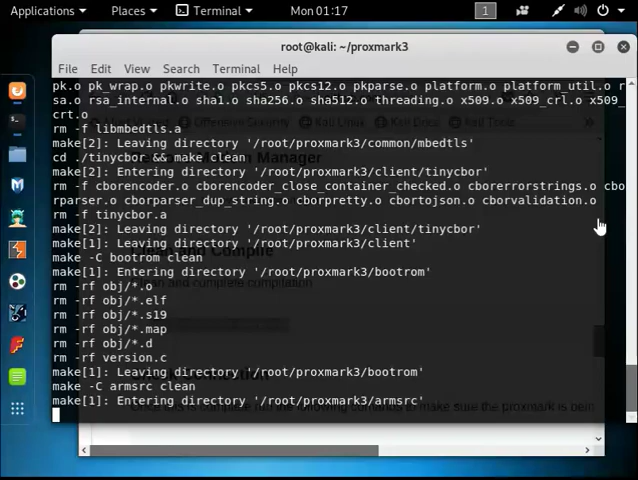 Applications Places Terminal Mon 01:17 1
root@kali: ~/proxmark3
File Edit View Search Terminal Help
pk.o pk_wrap.o pkwrite.o pkcs5.o pkcs12.o pkparse.o platform.o platform_util.o r
sa.o rsa_internal.o sha1.o sha256.o sha512.o threading.o x509.o x509_crl.o x509_
crt.o
rm -f libmbedtls.a
make[2]: Leaving directory '/root/proxmark3/common/mbedtls'
cd ./tinycbor && make clean
make[2]: Entering directory '/root/proxmark3/client/tinycbor'
rm -f cborencoder.o cborencoder_close_container_checked.o cborerrorstrings.o cbo
rparser.o cborparser_dup_string.o cborpretty.o cbortojson.o cborvalidation.o
rm -f tinycbor.a
make[2]: Leaving directory '/root/proxmark3/client/tinycbor'
make[1]: Leaving directory '/root/proxmark3/client'
make -C bootrom clean
make[1]: Entering directory '/root/proxmark3/bootrom'
rm -rf obj/*.o
rm -rf obj/*.elf
rm -rf obj/*.s19
rm -rf obj/*.map
rm -rf obj/*.d
rm -rf version.c
make[1]: Leaving directory '/root/proxmark3/bootrom'
make -C armsrc clean
make[1]: Entering directory '/root/proxmark3/armsrc'